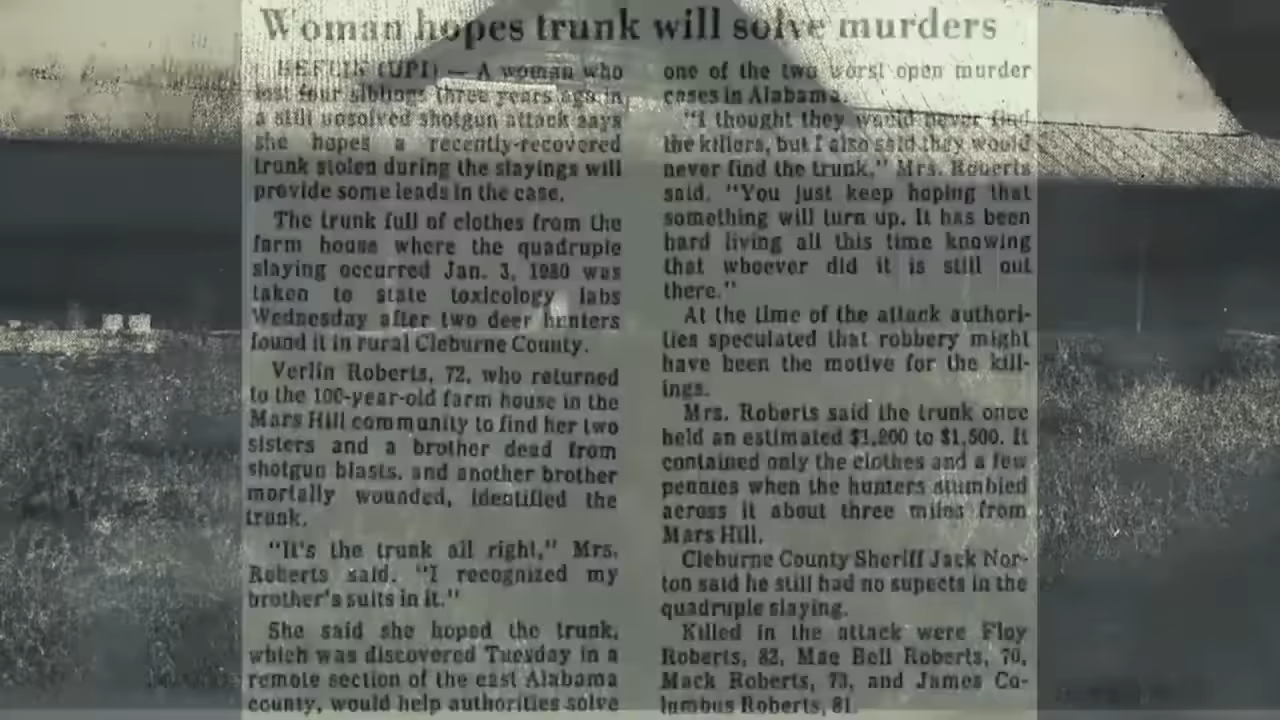 Woman hopes trunk will solve murders
HEFLIN (UPI) — A woman who
lost four siblings three years ago in
a still unsolved shotgun attack says
she hopes a recently-recovered
trunk stolen during the slayings will
provide some leads in the case.
The trunk full of clothes from the
farm house where the quadruple
slaying occurred Jan. 3, 1980 was
taken to state toxicology labs
Wednesday after two deer hunters
found it in rural Cleburne County.
Verlin Roberts, 72, who returned
to the 100-year-old farm house in the
Mars Hill community to find her two
sisters and a brother dead from
shotgun blasts, and another brother
mortally wounded, identified the
trunk.
"It's the trunk all right," Mrs.
Roberts said. "I recognized my
brother's suits in it."
She said she hoped the trunk,
which was discovered Tuesday in a
remote section of the east Alabama
county, would help authorities solve
one of the two worst open murder
cases in Alabama.
"I thought they would never find
the killers, but I also said they would
never find the trunk," Mrs. Roberts
said. "You just keep hoping that
something will turn up. It has been
hard living all this time knowing
that whoever did it is still out
there."
At the time of the attack authori-
ties speculated that robbery might
have been the motive for the kill-
ings.
Mrs. Roberts said the trunk once
held an estimated $1,200 to $1,500. It
contained only the clothes and a few
pennies when the hunters stumbled
across it about three miles from
Mars Hill.
Cleburne County Sheriff Jack Nor-
ton said he still had no supects in the
quadruple slaying.
Killed in the attack were Floy
Roberts, 82, Mae Bell Roberts, 70,
Mack Roberts, 73, and James Co-
lumbus Roberts, 81.